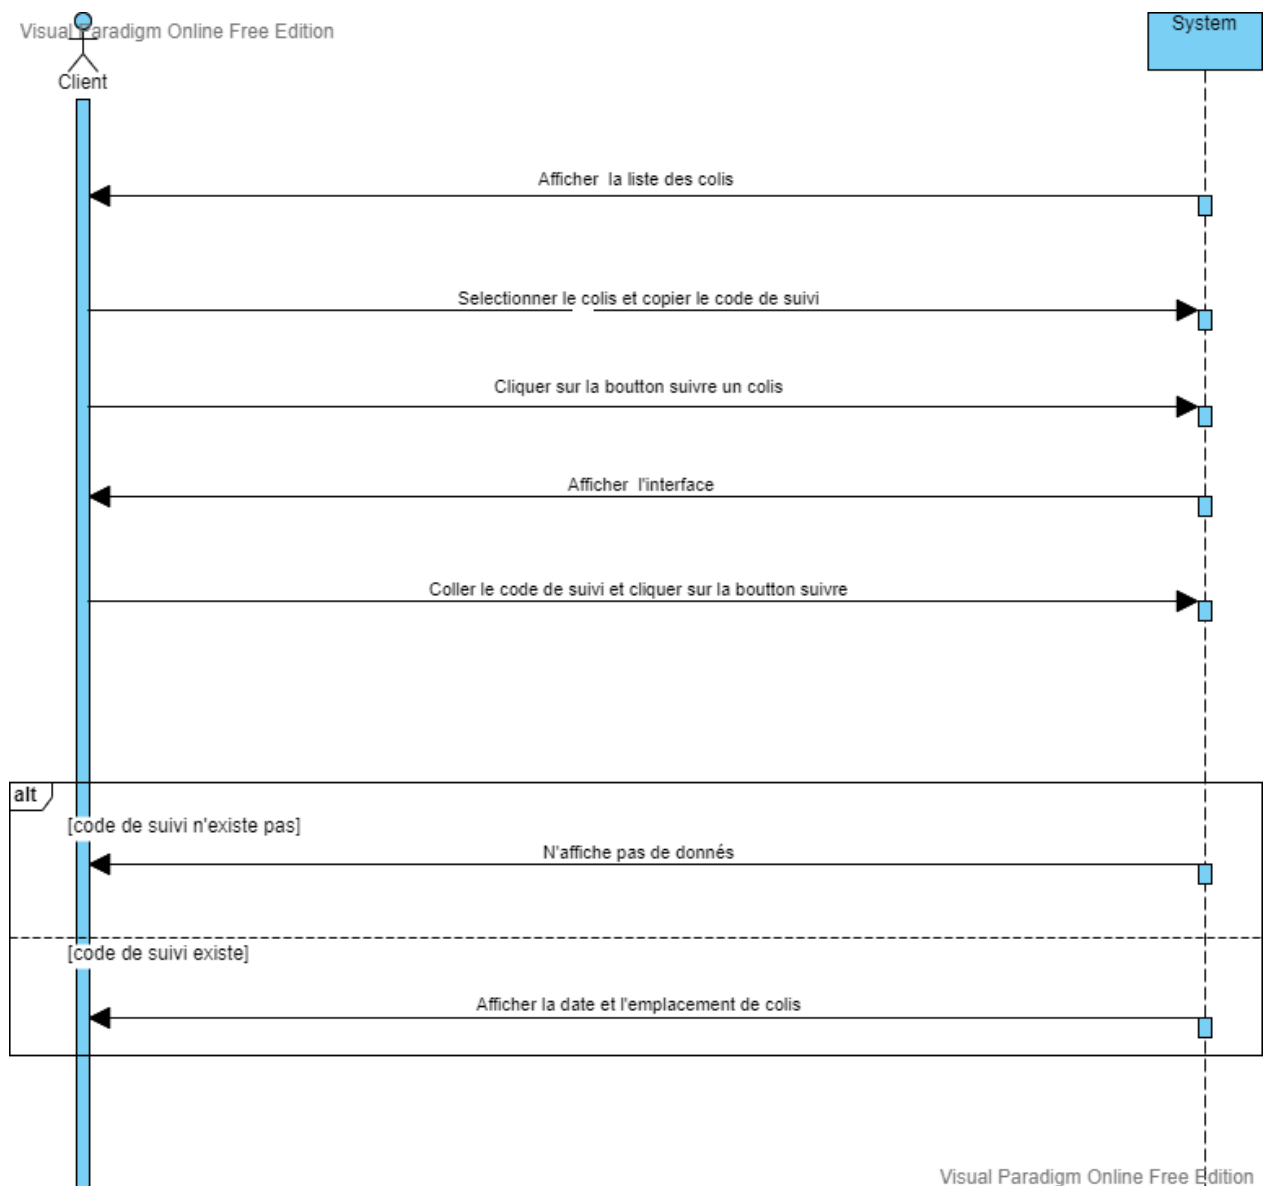 Visual Paradigm Online Free Edition
System
Client
Afficher  la liste des colis
Selectionner le colis et copier le code de suivi
Cliquer sur la boutton suivre un colis
Afficher  l'interface
Coller le code de suivi et cliquer sur la boutton suivre
alt
[code de suivi n'existe pas]
N'affiche pas de donnés
[code de suivi existe]
Afficher la date et l'emplacement de colis
Visual Paradigm Online Free Edition